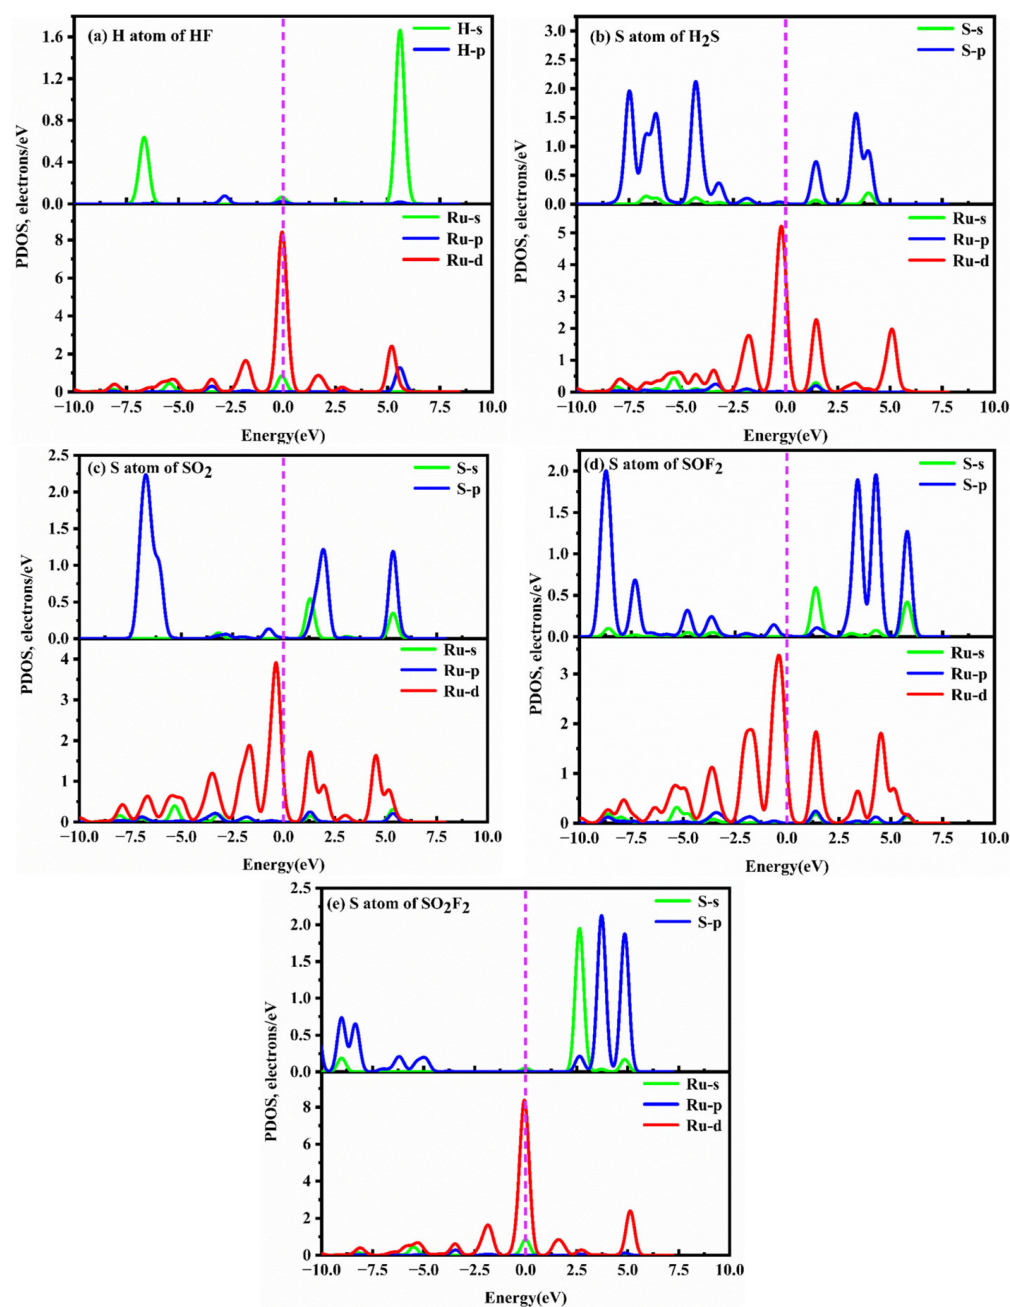 (a) H atom of HF
H-s
H-p
1.6
1.2
0.8
0.4
0.0
PDOS, electrons/eV
Ru-s
Ru-p
Ru-d
8
6
4
2
0
−10.0 −7.5 −5.0 −2.5 0.0 2.5 5.0 7.5 10.0
Energy(eV)
(b) S atom of H2S
S-s
S-p
3.0
2.5
2.0
1.5
1.0
0.5
0.0
PDOS, electrons/eV
Ru-s
Ru-p
Ru-d
5
4
3
2
1
0
−10.0 −7.5 −5.0 −2.5 0.0 2.5 5.0 7.5 10.0
Energy(eV)
(c) S atom of SO2
S-s
S-p
2.5
2.0
1.5
1.0
0.5
0.0
PDOS, electrons/eV
Ru-s
Ru-p
Ru-d
4
3
2
1
0
−10.0 −7.5 −5.0 −2.5 0.0 2.5 5.0 7.5 10.0
Energy(eV)
(d) S atom of SOF2
S-s
S-p
2.0
1.5
1.0
0.5
0.0
PDOS, electrons/eV
Ru-s
Ru-p
Ru-d
3
2
1
0
−10.0 −7.5 −5.0 −2.5 0.0 2.5 5.0 7.5 10.0
Energy(eV)
(e) S atom of SO2F2
S-s
S-p
2.5
2.0
1.5
1.0
0.5
0.0
PDOS, electrons/eV
Ru-s
Ru-p
Ru-d
8
6
4
2
0
−10.0 −7.5 −5.0 −2.5 0.0 2.5 5.0 7.5 10.0
Energy(eV)